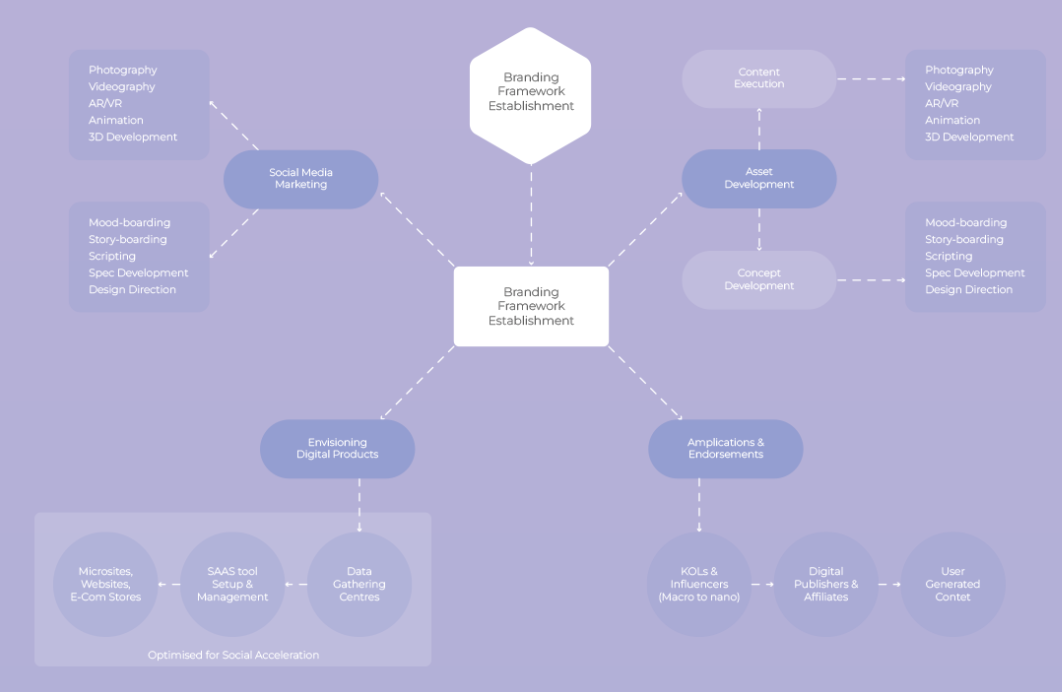 Branding
Framework
Establishment
Photography
Videography
AR/VR
Animation
3D Development
Social Media
Marketing
Mood-boarding
Story-boarding
Scripting
Spec Development
Design Direction
Content
Execution
Photography
Videography
AR/VR
Animation
3D Development
Asset
Development
Concept
Development
Mood-boarding
Story-boarding
Scripting
Spec Development
Design Direction
Branding
Framework
Establishment
Envisioning
Digital Products
Amplications &
Endorsements
Microsites,
Websites,
E-Com Stores
SAAS tool
Setup &
Management
Data
Gathering
Centres
Optimised for Social Acceleration
KOLs &
Influencers
(Macro to nano)
Digital
Publishers &
Affiliates
User
Generated
Contet